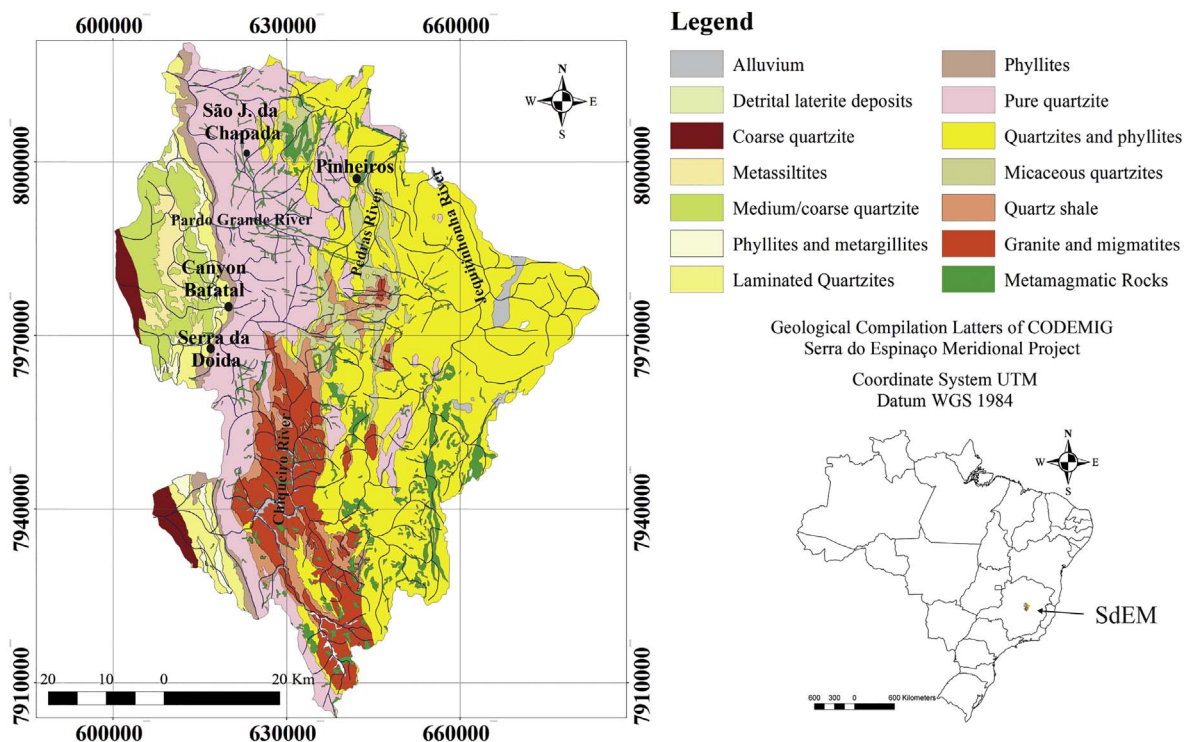 600000 630000 660000
N
W E
S
São J. da
Chapada
Pinheiros
Pardo Grande River
Pedras River
Jequitinhonha River
Canyon
Batatal
Serra da
Doida
Chiqueiro River
8000000
7970000
7940000
7910000
8000000
7970000
7940000
7910000
20 10 0 20 Km
600000 630000 660000
Legend
Alluvium
Detrital laterite deposits
Coarse quartzite
Metassiltites
Medium/coarse quartzite
Phyllites and metargillites
Laminated Quartzites
Phyllites
Pure quartzite
Quartzites and phyllites
Micaceous quartzites
Quartz shale
Granite and migmatites
Metamagmatic Rocks
Geological Compilation Latters of CODEMIG
Serra do Espinaço Meridional Project
Coordinate System UTM
Datum WGS 1984
N
W E
S
SdEM
600 300 0 600 Kilometers